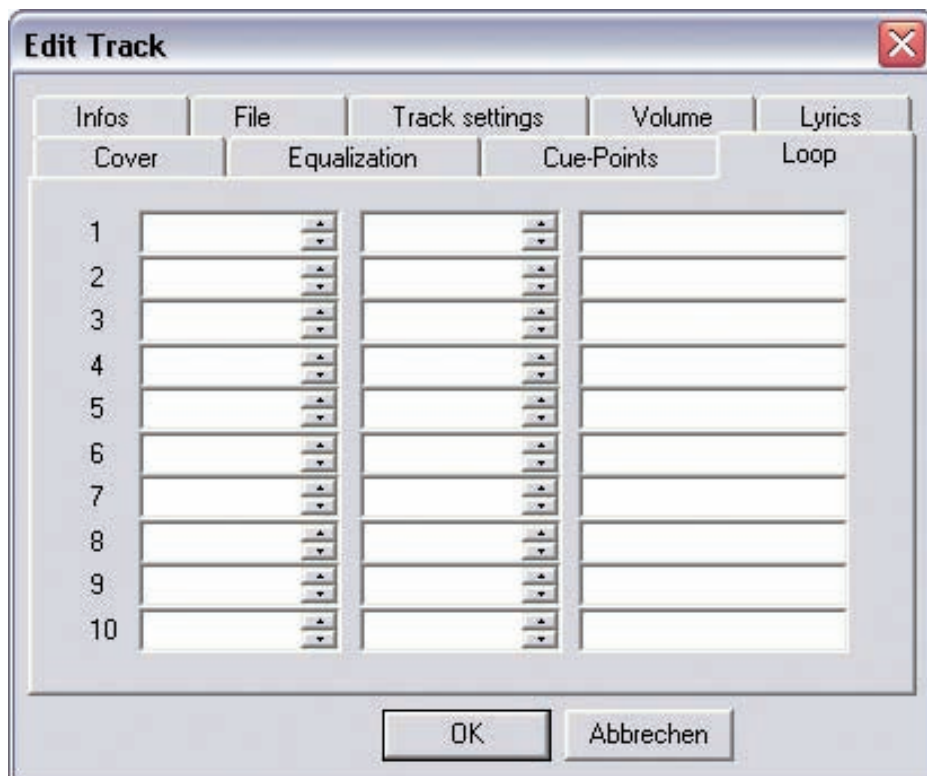 Edit Track
Infos File Track settings Volume Lyrics
Cover Equalization Cue-Points Loop
1
2
3
4
5
6
7
8
9
10
OK Abbrechen